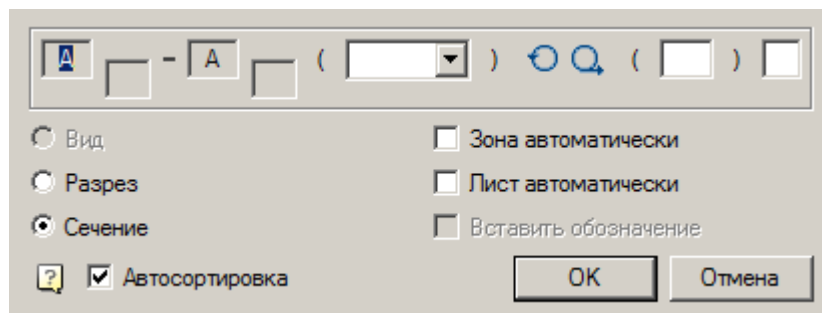 A - A ( ) ( )
Вид
Зона автоматически
Разрез
Лист автоматически
Сечение
Вставить обозначение
? Автосортировка
OK
Отмена